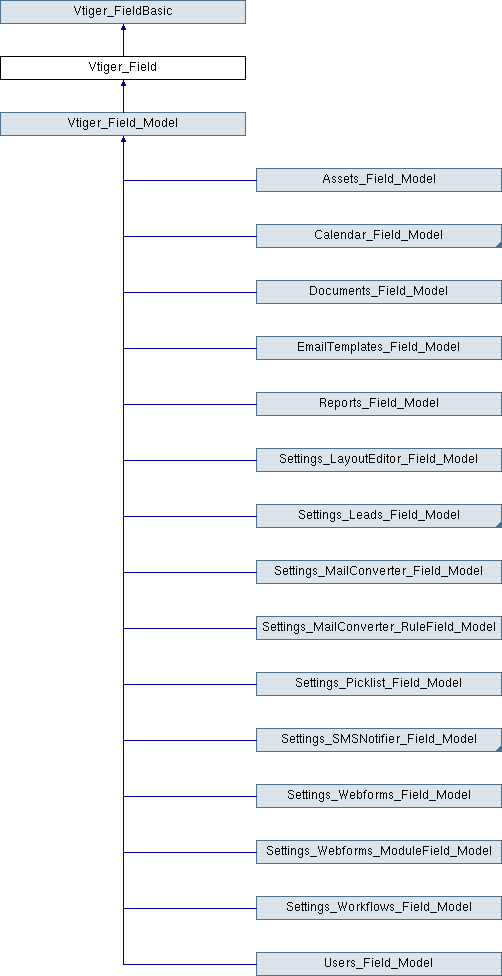 Vtiger_FieldBasic
Vtiger_Field
Vtiger_Field_Model
Assets_Field_Model
Calendar_Field_Model
Documents_Field_Model
EmailTemplates_Field_Model
Reports_Field_Model
Settings_LayoutEditor_Field_Model
Settings_Leads_Field_Model
Settings_MailConverter_Field_Model
Settings_MailConverter_RuleField_Model
Settings_Picklist_Field_Model
Settings_SMSNotifier_Field_Model
Settings_Webforms_Field_Model
Settings_Webforms_ModuleField_Model
Settings_Workflows_Field_Model
Users_Field_Model